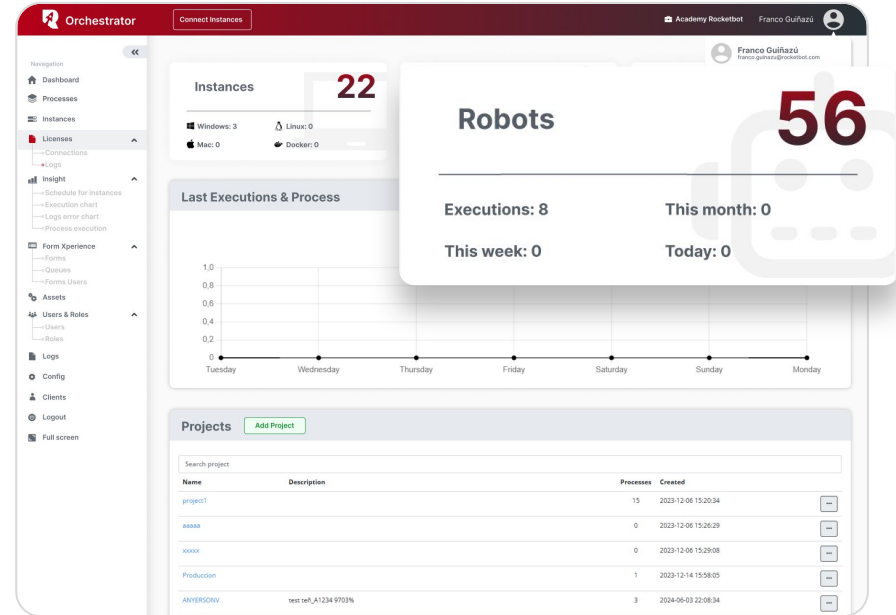 Orchestrator
Connect Instances
Academy Rocketbot
Franco Guiñazú
Franco Guiñazú
franco.guinazu@rocketbot.com
Navegation
Dashboard
Processes
Instances
Licenses
Connections
Logs
Insight
Schedule for instances
Execution chart
Logs error chart
Process execution
Form Xperience
Forms
Queues
Forms Users
Assets
Users & Roles
Users
Roles
Logs
Config
Clients
Logout
Full screen
Instances 22
Windows: 3 Linux: 0
Mac: 0 Docker: 0
Robots 56
Executions: 8 This month: 0
This week: 0 Today: 0
Last Executions & Process
1,0
0,8
0,6
0,4
0,2
0
Tuesday Wednesday Thursday Friday Saturday Sunday Monday
Projects Add Project
Search project
Name Description Processes Created
project1 15 2023-12-06 15:20:34
aaaaa 0 2023-12-06 15:26:29
xxxxx 0 2023-12-06 15:29:08
Produccion 1 2023-12-14 15:58:05
ANYERSONV test teñ_A1234 9703% 3 2024-06-03 22:08:34